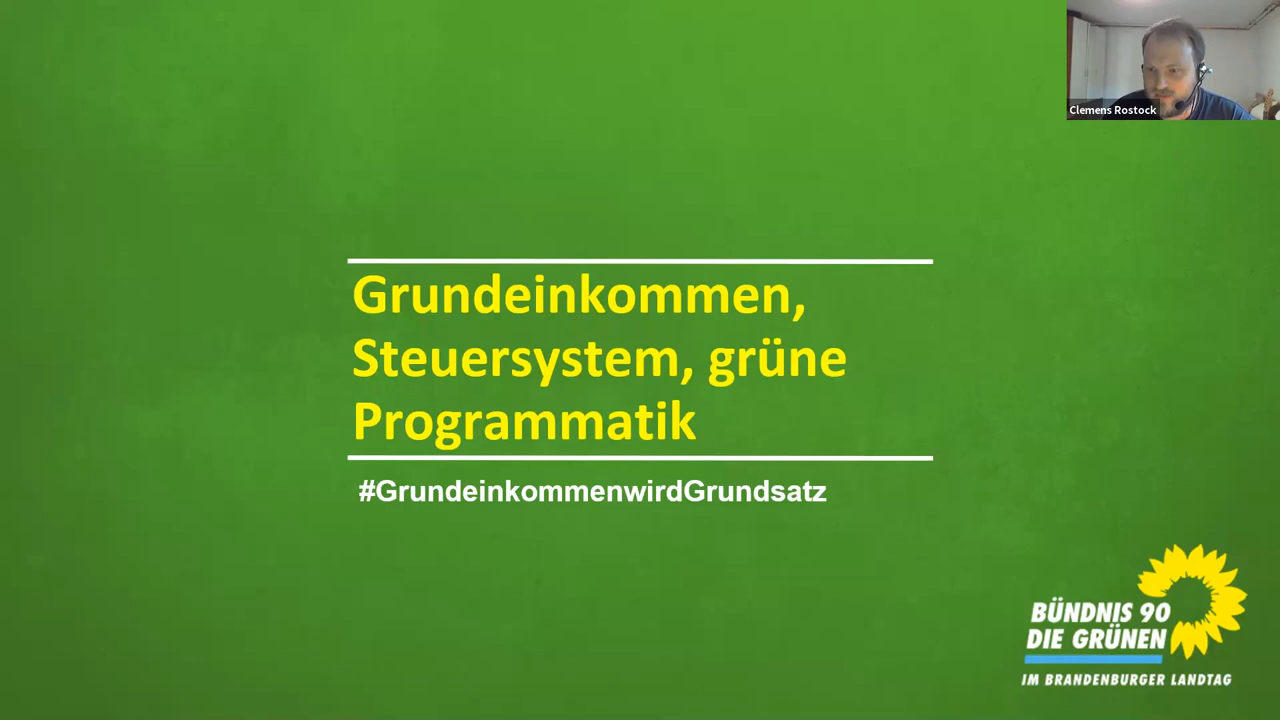 Clemens Rostock
Grundeinkommen,
Steuersystem, grüne
Programmatik
#GrundeinkommenwirdGrundsatz
BÜNDNIS 90
DIE GRÜNEN
IM BRANDENBURGER LANDTAG